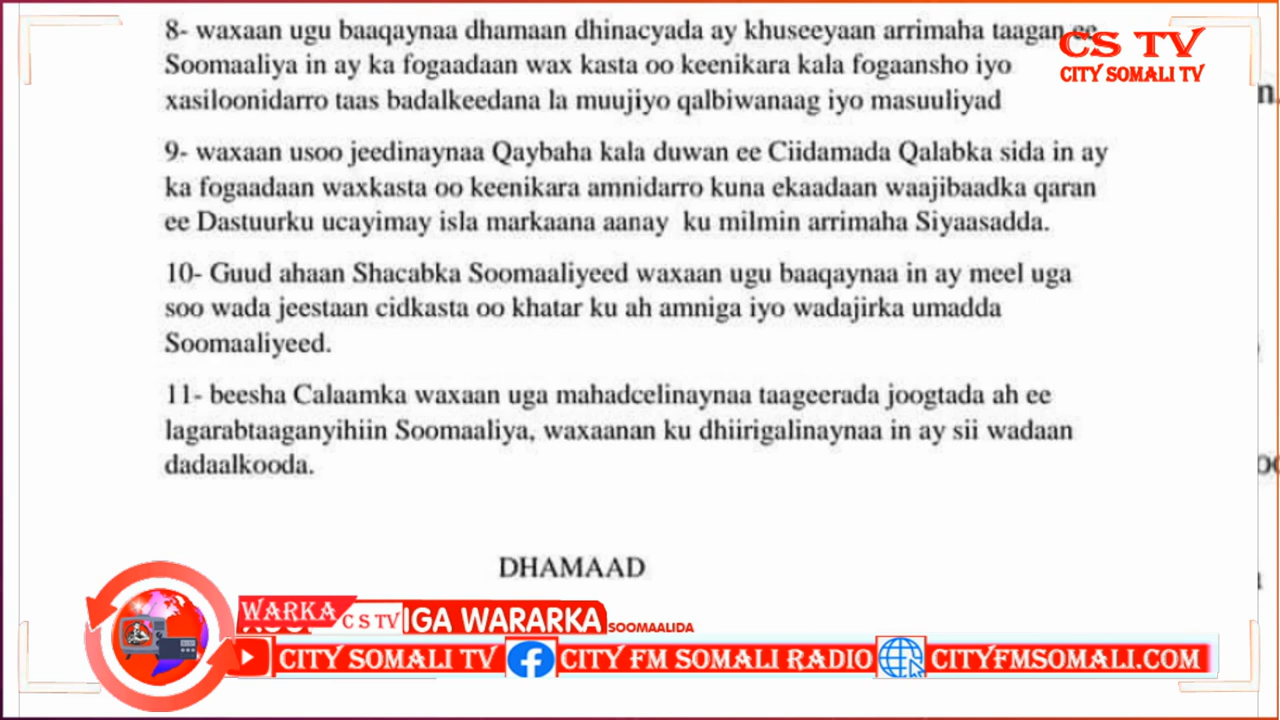 8- waxaan ugu baaqaynaa dhamaan dhinacyada ay khuseeyaan arrimaha taagan ee
Soomaaliya in ay ka fogaadaan wax kasta oo keenikara kala fogaansho iyo
xasiloonidarro taas badalkeedana la muujiyo qalbiwanaag iyo masuuliyad
9- waxaan usoo jeedinaynaa Qaybaha kala duwan ee Ciidamada Qalabka sida in ay
ka fogaadaan waxkasta oo keenikara amnidarro kuna ekaadaan waajibaadka qaran
ee Dastuurku ucayimay isla markaana aanay ku milmin arrimaha Siyaasadda.
10- Guud ahaan Shacabka Soomaaliyeed waxaan ugu baaqaynaa in ay meel uga
soo wada jeestaan cidkasta oo khatar ku ah amniga iyo wadajirka umadda
Soomaaliyeed.
11- beesha Calaamka waxaan uga mahadcelinaynaa taageerada joogtada ah ee
lagarabtaaganyihiin Soomaaliya, waxaanan ku dhiirigalinaynaa in ay sii wadaan
dadaalkooda.
DHAMAAD
CS TV
CITY SOMALI TV
WARKA
C S TV
IGA WARARKA
SOOMAALIDA
CITY SOMALI TV
CITY FM SOMALI RADIO
CITYFMSOMALI.COM